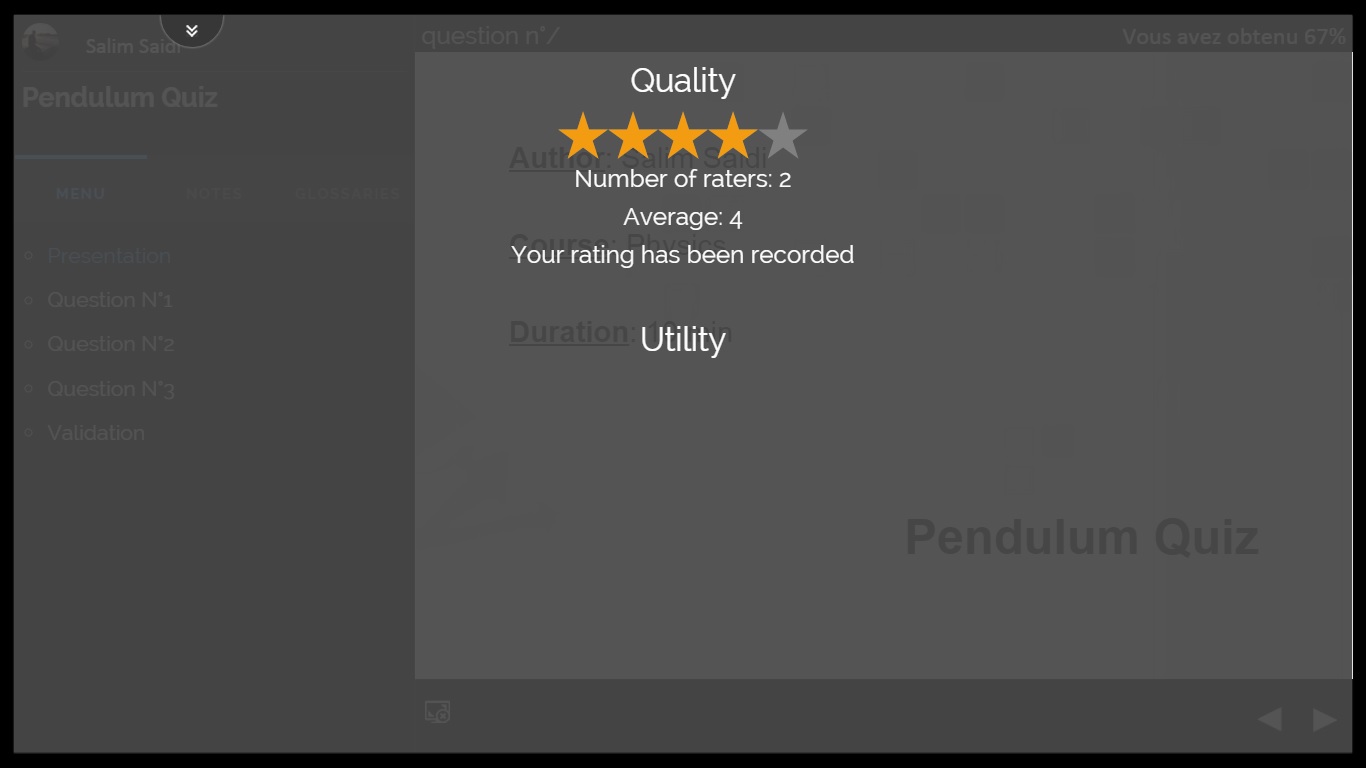 Salim Saidi
Pendulum Quiz
MENU NOTES GLOSSARIES
Presentation
Question N°1
Question N°2
Question N°3
Validation
question n°/
Vous avez obtenu 67%
Quality
Author: Salim Saidi
Number of raters: 2
Average: 4
Course: Physics
Your rating has been recorded
Duration:
Utility
Pendulum Quiz